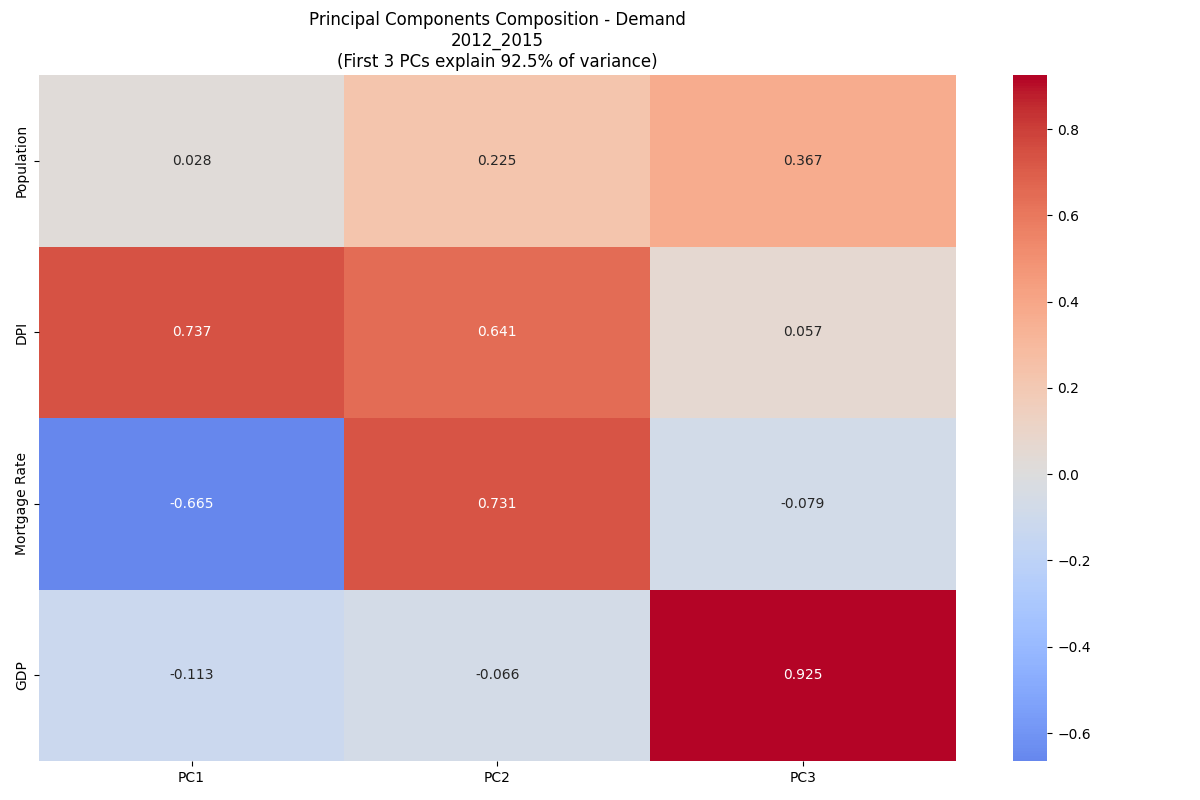 Principal Components Composition - Demand
2012_2015
(First 3 PCs explain 92.5% of variance)
Population
0.028
0.225
0.367
DPI
0.737
0.641
0.057
Mortgage Rate
-0.665
0.731
-0.079
GDP
-0.113
-0.066
0.925
PC1
PC2
PC3
0.8
0.6
0.4
0.2
0.0
−0.2
−0.4
−0.6